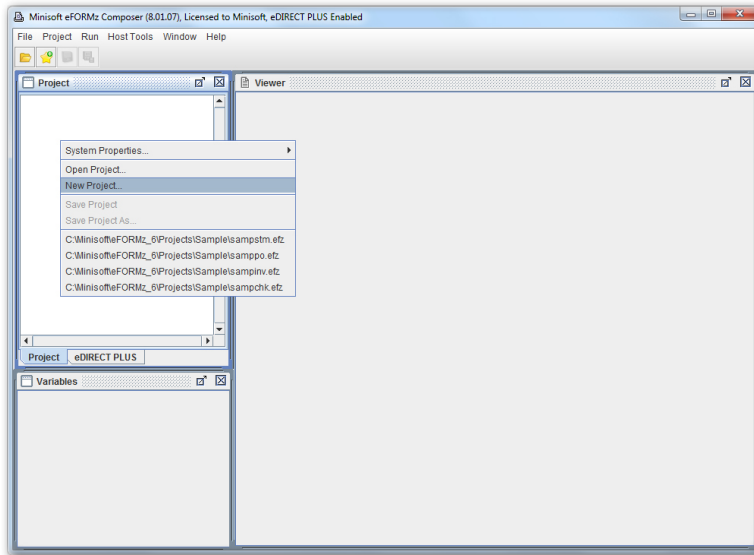 Minisoft eFORMz Composer (8.01.07), Licensed to Minisoft, eDIRECT PLUS Enabled
File Project Run Host Tools Window Help
Project
Viewer
System Properties...
Open Project...
New Project...
Save Project
Save Project As...
C:\Minisoft\eFORMz_6\Projects\Sample\sampstm.efz
C:\Minisoft\eFORMz_6\Projects\Sample\samppo.efz
C:\Minisoft\eFORMz_6\Projects\Sample\sampinv.efz
C:\Minisoft\eFORMz_6\Projects\Sample\sampchk.efz
Project eDIRECT PLUS
Variables